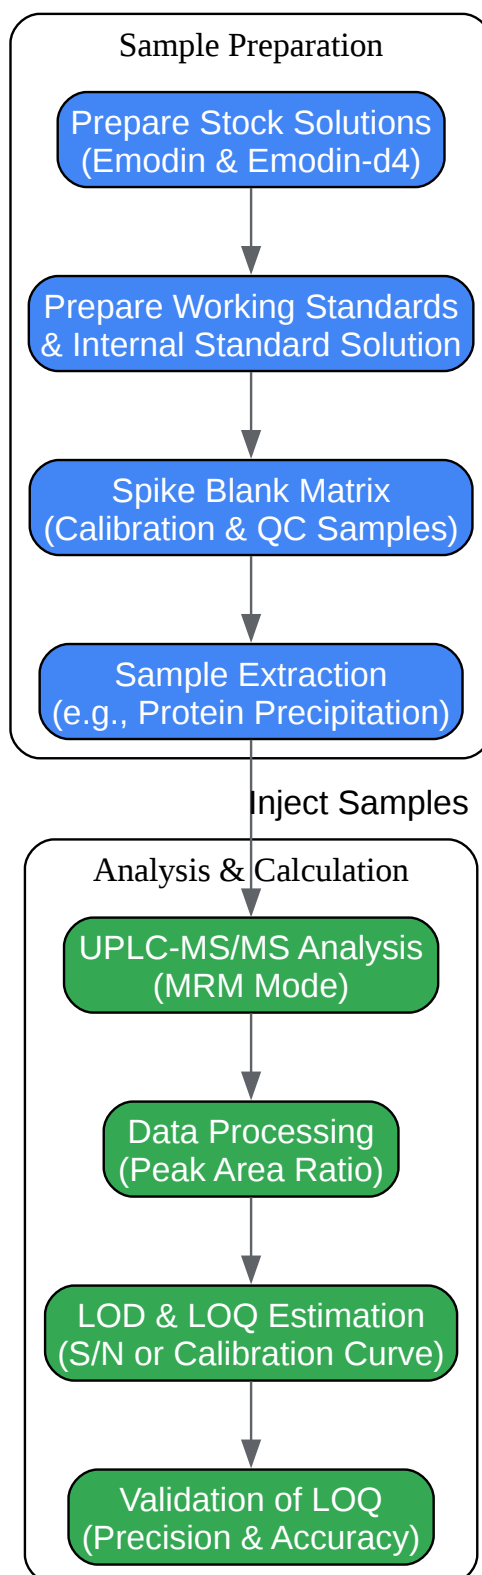 Sample Preparation
Prepare Stock Solutions
(Emodin & Emodin-d4)
Prepare Working Standards
& Internal Standard Solution
Spike Blank Matrix
(Calibration & QC Samples)
Sample Extraction
(e.g., Protein Precipitation)
Inject Samples
Analysis & Calculation
UPLC-MS/MS Analysis
(MRM Mode)
Data Processing
(Peak Area Ratio)
LOD & LOQ Estimation
(S/N or Calibration Curve)
Validation of LOQ
(Precision & Accuracy)